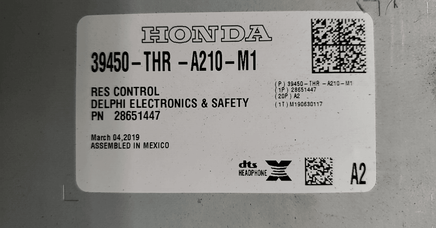 HONDA
39450-THR -A210-M1
(P) 39450-THR -A210-M1
(1P) 28651447
(20P) A2
(1T) M190630117
RES CONTROL
DELPHI ELECTRONICS & SAFETY
PN 28651447
March 04,2019
ASSEMBLED IN MEXICO
dts
HEADPHONE X
A2